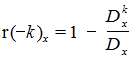 r(-k)ₓ = 1 - Dₓᵏ / Dₓ